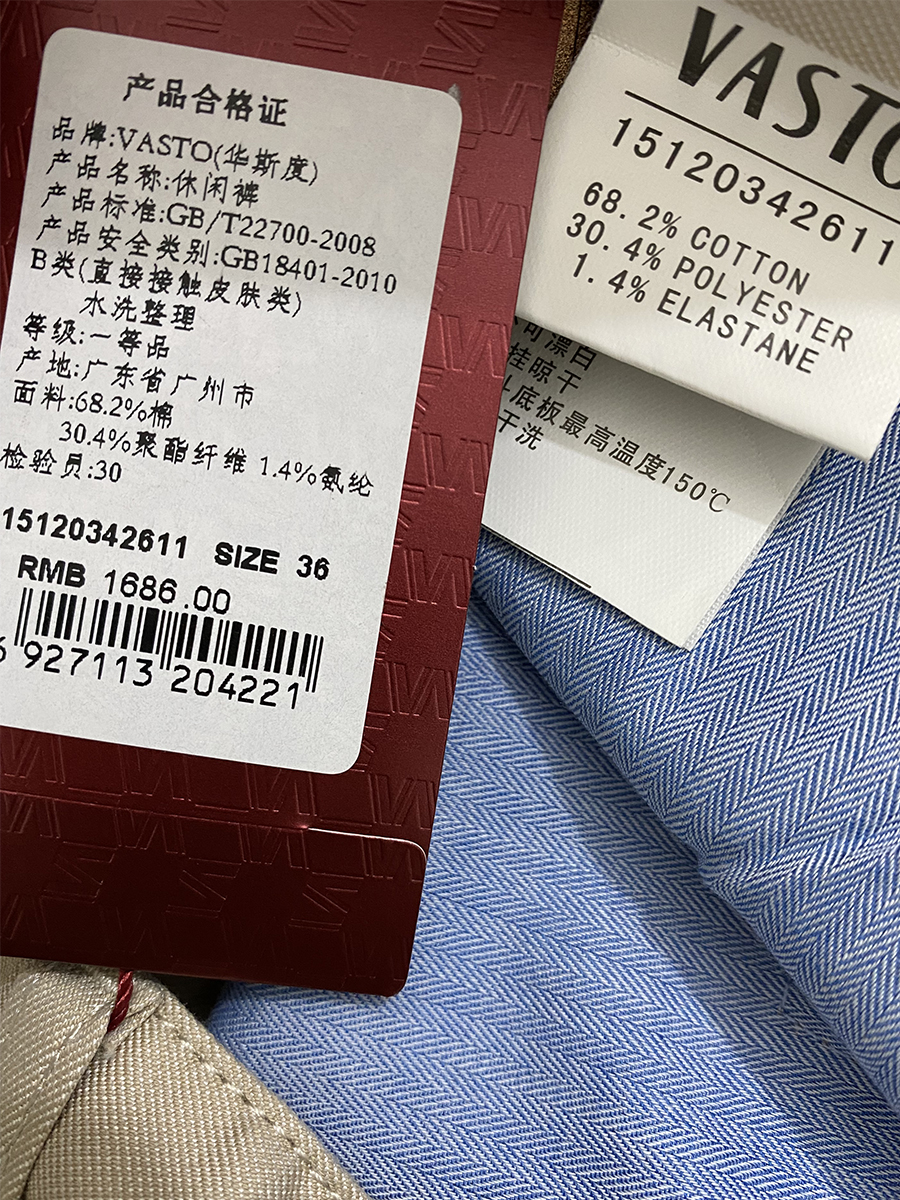 产品合格证
品牌:VASTO(华斯度)
产品名称:休闲裤
产品标准:GB/T22700-2008
产品安全类别:GB18401-2010
B类(直接接触皮肤类)
水洗整理
等级:一等品
产地:广东省广州市
面料:68.2%棉
30.4%聚酯纤维 1.4%氨纶
检验员:30
15120342611 SIZE 36
RMB 1686.00
6 927113 204221
VASTO
15120342611
68.2% COTTON
30.4% POLYESTER
1.4% ELASTANE
可漂白
挂晾干
底板最高温度150℃
干洗